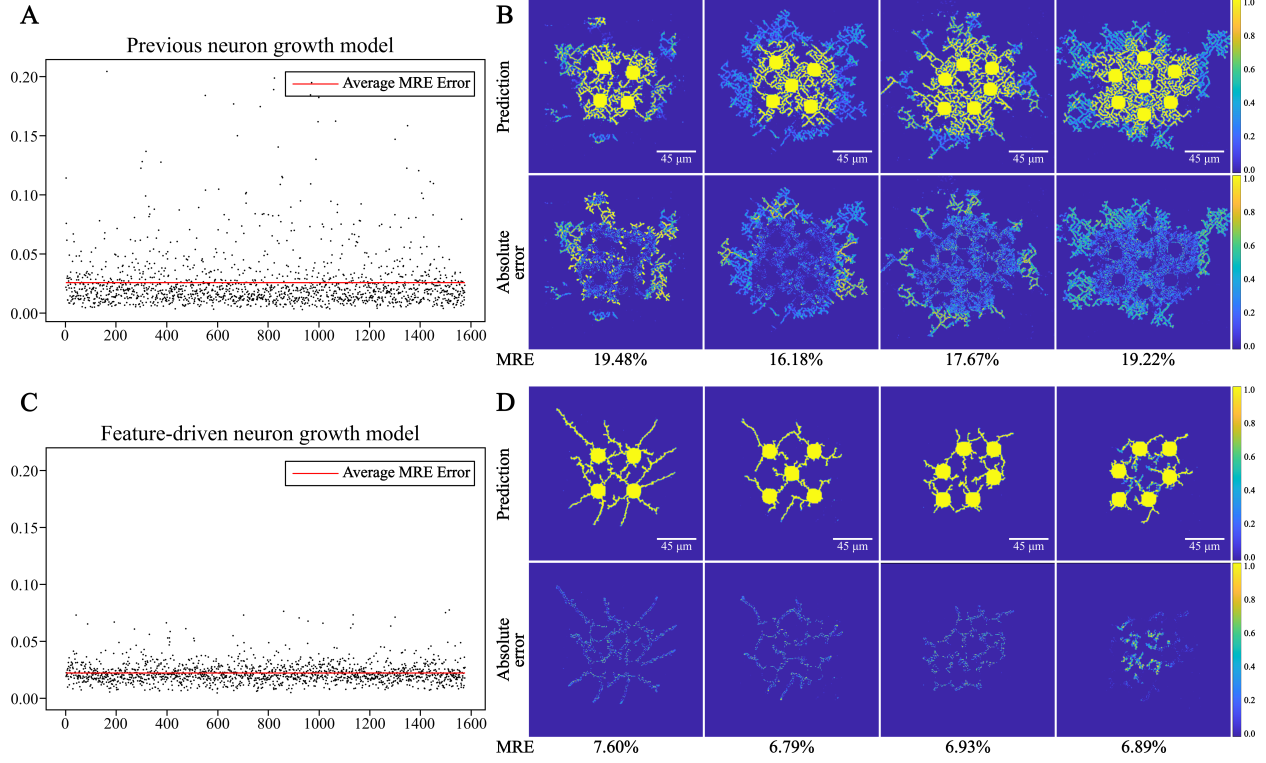 A
Previous neuron growth model
Average MRE Error
0.20
0.15
0.10
0.05
0.00
0 200 400 600 800 1000 1200 1400 1600
B
Prediction
45 μm 45 μm 45 μm 45 μm
1.0
0.8
0.6
0.4
0.2
0.0
Absolute
error
1.0
0.8
0.6
0.4
0.2
0.0
MRE 19.48% 16.18% 17.67% 19.22%
C
Feature-driven neuron growth model
Average MRE Error
0.20
0.15
0.10
0.05
0.00
0 200 400 600 800 1000 1200 1400 1600
D
Prediction
45 μm 45 μm 45 μm 45 μm
1.0
0.8
0.6
0.4
0.2
0.0
Absolute
error
1.0
0.8
0.6
0.4
0.2
0.0
MRE 7.60% 6.79% 6.93% 6.89%